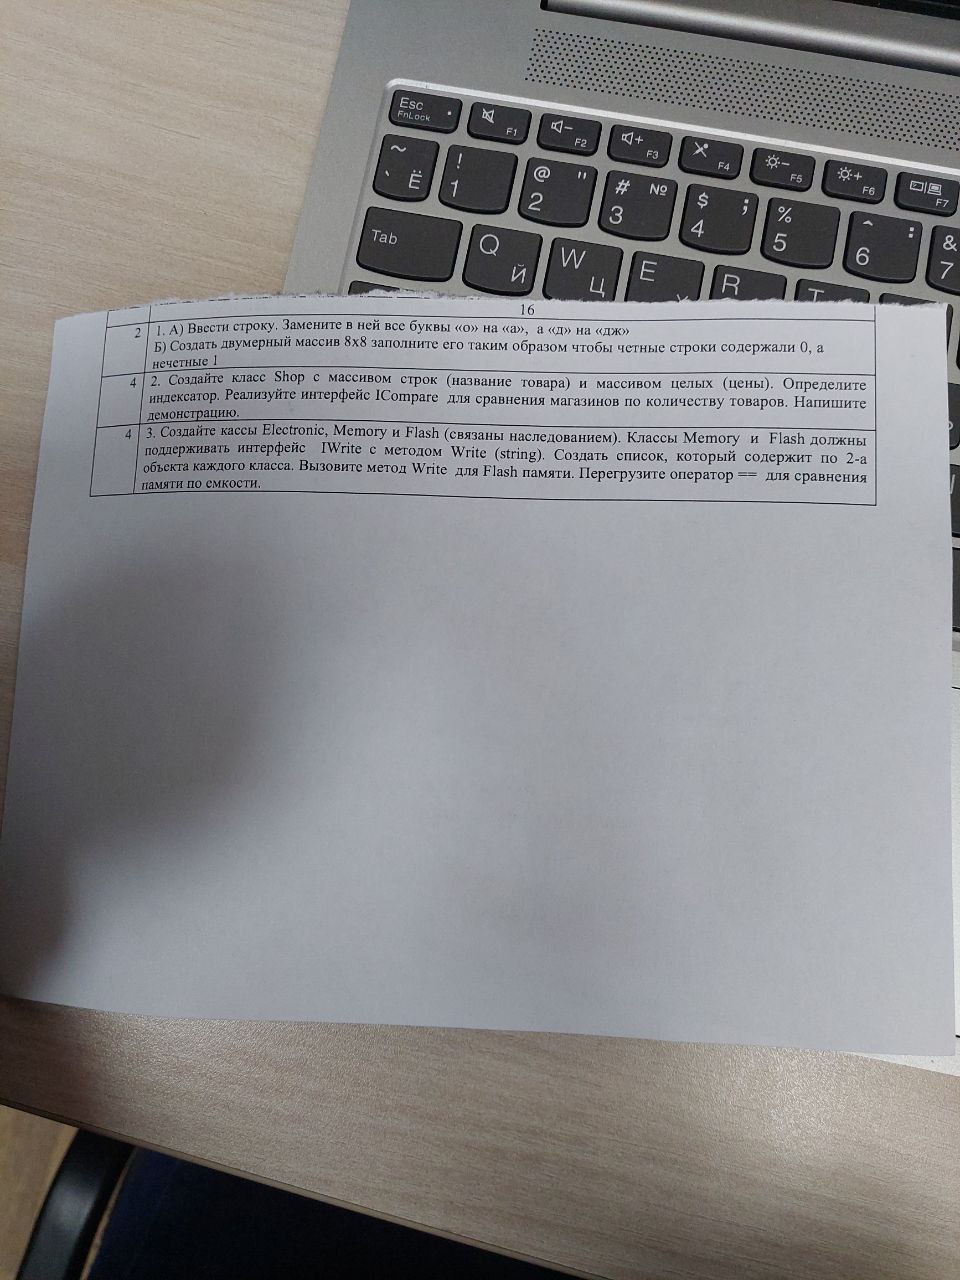 Esc
FnLock
F1
F2
F3
F4
F5
F6
F7
~ ` Ё
! 1
@ " 2
# № 3
$ ; 4
% 5
^ : 6
& 7
Tab
Q Й
W Ц
E
R
T
16
2 1. А) Ввести строку. Замените в ней все буквы «о» на «а», а «д» на «дж»
Б) Создать двумерный массив 8x8 заполните его таким образом чтобы четные строки содержали 0, а
нечетные 1
4 2. Создайте класс Shop с массивом строк (название товара) и массивом целых (цены). Определите
индексатор. Реализуйте интерфейс ICompare для сравнения магазинов по количеству товаров. Напишите
демонстрацию.
4 3. Создайте кассы Electronic, Memory и Flash (связаны наследованием). Классы Memory и Flash должны
поддерживать интерфейс IWrite с методом Write (string). Создать список, который содержит по 2-а
объекта каждого класса. Вызовите метод Write для Flash памяти. Перегрузите оператор == для сравнения
памяти по емкости.